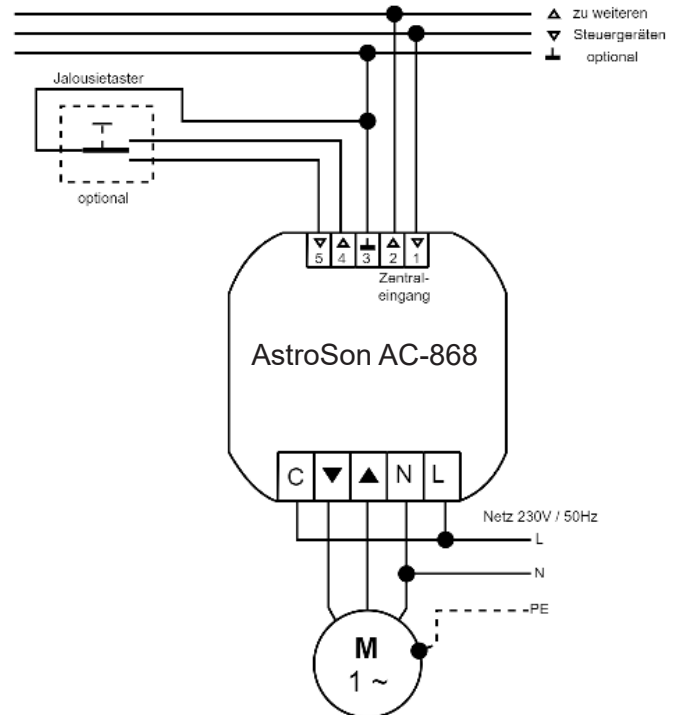 zu weiteren
Steuergeräten
optional
Jalousietaster
optional
5 4 3 2 1
Zentral-
eingang
AstroSon AC-868
C ▼ ▲ N L
Netz 230V / 50Hz
L
N
PE
M
1 ~